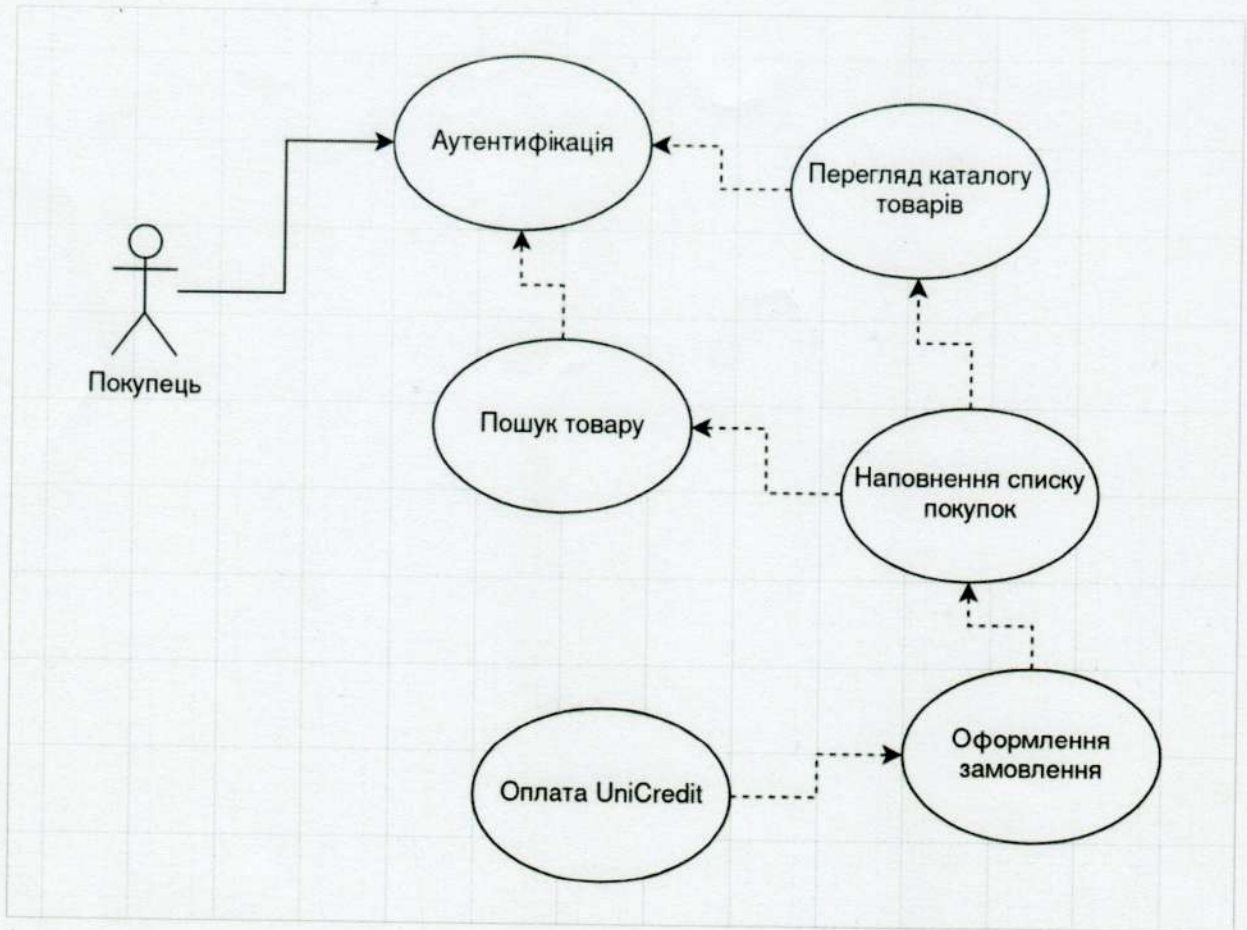 Аутентифікація
Перегляд каталогу
товарів
Покупець
Пошук товару
Наповнення списку
покупок
Оформлення
замовлення
Оплата UniCredit